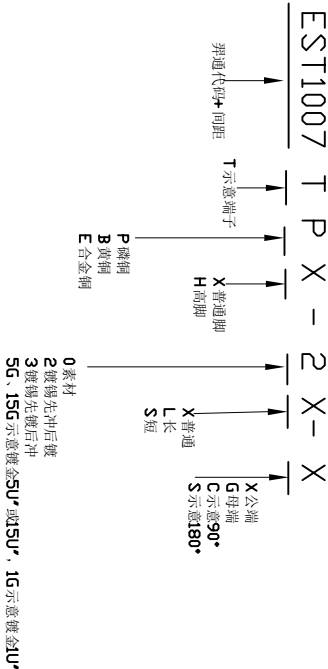 EST1007 T P X - 2 X - X
羿通代码+间距
T示意端子
P磷铜
B黄铜
E合金铜
X普通脚
H高脚
0素材
2镀锡先冲后镀
3镀锡先镀后冲
5G、15G示意镀金5U"或15U"，1G示意镀金1U"
X普通
L长
S短
X公端
G母端
C示意90°
S示意180°